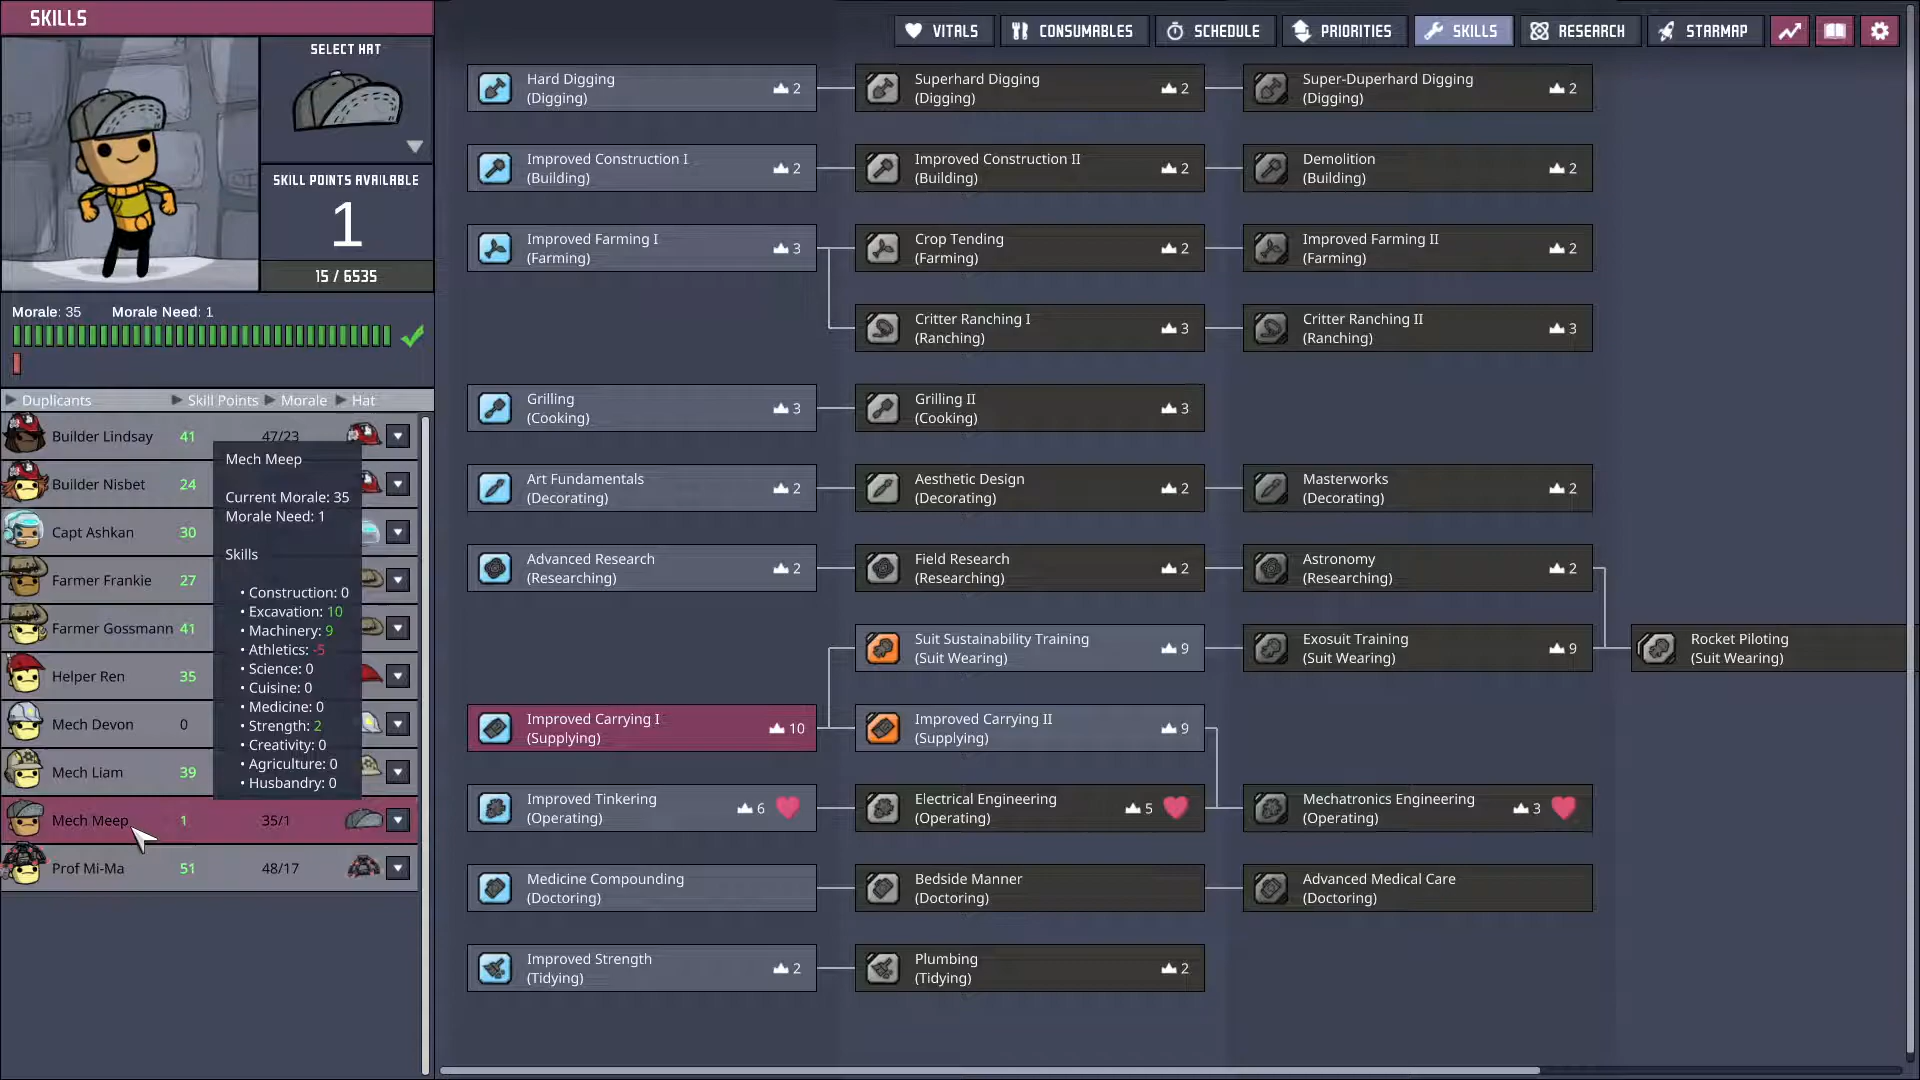 SKILLS
VITALS
CONSUMABLES
SCHEDULE
PRIORITIES
SKILLS
RESEARCH
STARMAP
SELECT HAT
SKILL POINTS AVAILABLE
1
15 / 6535
Morale: 35 Morale Need: 1
Duplicants Skill Points Morale Hat
Builder Lindsay 41 47/23
Builder Nisbet 24
Capt Ashkan 30
Farmer Frankie 27
Farmer Gossmann 41
Helper Ren 35
Mech Devon 0
Mech Liam 39
Mech Meep 1 35/1
Prof Mi-Ma 51 48/17
Mech Meep
Current Morale: 35
Morale Need: 1
Skills
• Construction: 0
• Excavation: 10
• Machinery: 9
• Athletics: -5
• Science: 0
• Cuisine: 0
• Medicine: 0
• Strength: 2
• Creativity: 0
• Agriculture: 0
• Husbandry: 0
Hard Digging
(Digging)
2
Superhard Digging
(Digging)
2
Super-Duperhard Digging
(Digging)
2
Improved Construction I
(Building)
2
Improved Construction II
(Building)
2
Demolition
(Building)
2
Improved Farming I
(Farming)
3
Crop Tending
(Farming)
2
Improved Farming II
(Farming)
2
Critter Ranching I
(Ranching)
3
Critter Ranching II
(Ranching)
3
Grilling
(Cooking)
3
Grilling II
(Cooking)
3
Art Fundamentals
(Decorating)
2
Aesthetic Design
(Decorating)
2
Masterworks
(Decorating)
2
Advanced Research
(Researching)
2
Field Research
(Researching)
2
Astronomy
(Researching)
2
Suit Sustainability Training
(Suit Wearing)
9
Exosuit Training
(Suit Wearing)
9
Rocket Piloting
(Suit Wearing)
Improved Carrying I
(Supplying)
10
Improved Carrying II
(Supplying)
9
Improved Tinkering
(Operating)
6
Electrical Engineering
(Operating)
5
Mechatronics Engineering
(Operating)
3
Medicine Compounding
(Doctoring)
Bedside Manner
(Doctoring)
Advanced Medical Care
(Doctoring)
Improved Strength
(Tidying)
2
Plumbing
(Tidying)
2